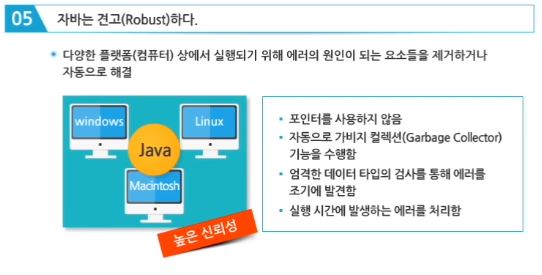 05 자바는 견고(Robust)하다.
다양한 플랫폼(컴퓨터) 상에서 실행되기 위해 에러의 원인이 되는 요소들을 제거하거나
자동으로 해결
windows
Linux
Java
Macintosh
높은 신뢰성
포인터를 사용하지 않음
자동으로 가비지 컬렉션(Garbage Collector)
기능을 수행함
엄격한 데이터 타입의 검사를 통해 에러를
조기에 발견함
실행 시간에 발생하는 에러를 처리함